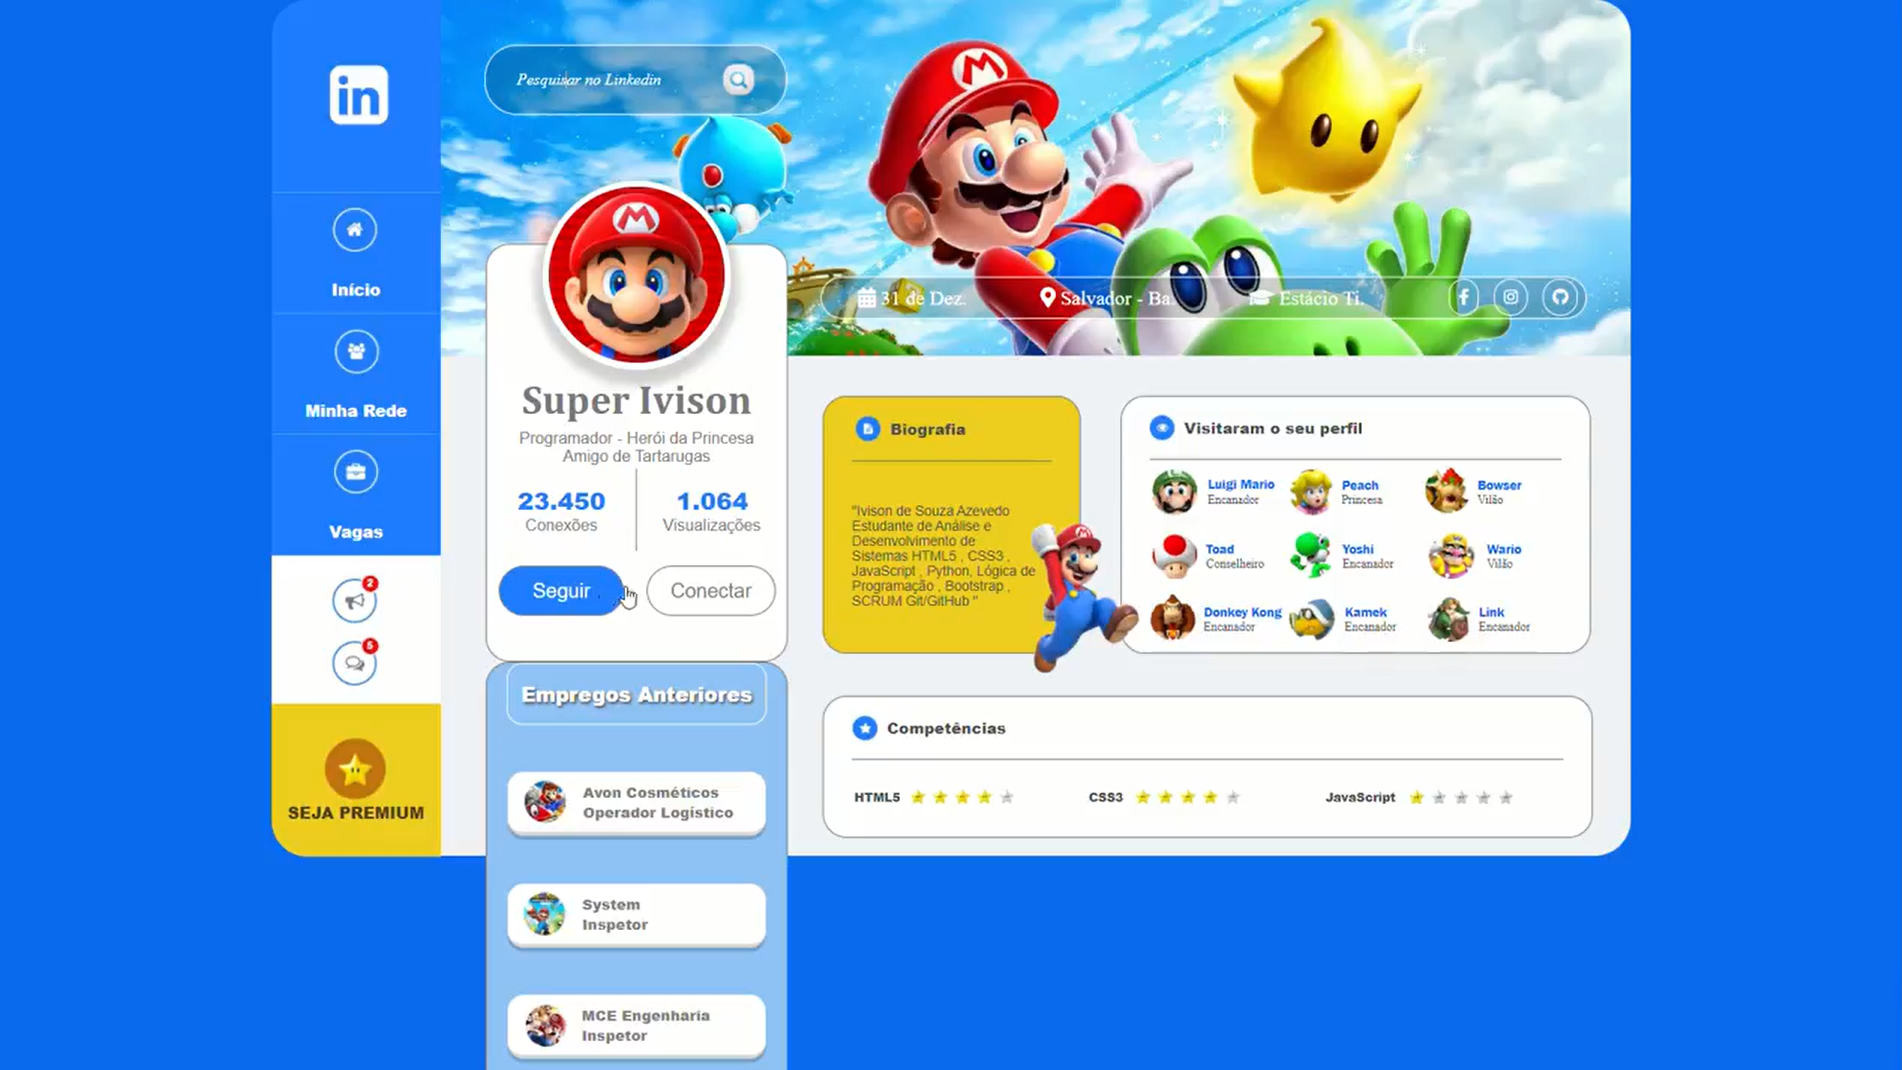 in
Início
Minha Rede
Vagas
2
5
SEJA PREMIUM
Pesquisar no Linkedin
M
M
31 de Dez.
Salvador - Ba.
Estácio Ti.
Super Ivison
Programador - Herói da Princesa
Amigo de Tartarugas
23.450
Conexões
1.064
Visualizações
Seguir
Conectar
Empregos Anteriores
Avon Cosméticos
Operador Logístico
System
Inspetor
MCE Engenharia
Inspetor
Biografia
"Ivison de Souza Azevedo
Estudante de Análise e
Desenvolvimento de
Sistemas HTML5 , CSS3 ,
JavaScript , Python, Lógica de
Programação , Bootstrap ,
SCRUM Git/GitHub "
Visitaram o seu perfil
Luigi Mario
Encanador
Peach
Princesa
Bowser
Vilão
Toad
Conselheiro
Yoshi
Encanador
Wario
Vilão
Donkey Kong
Encanador
Kamek
Encanador
Link
Encanador
Competências
HTML5
CSS3
JavaScript